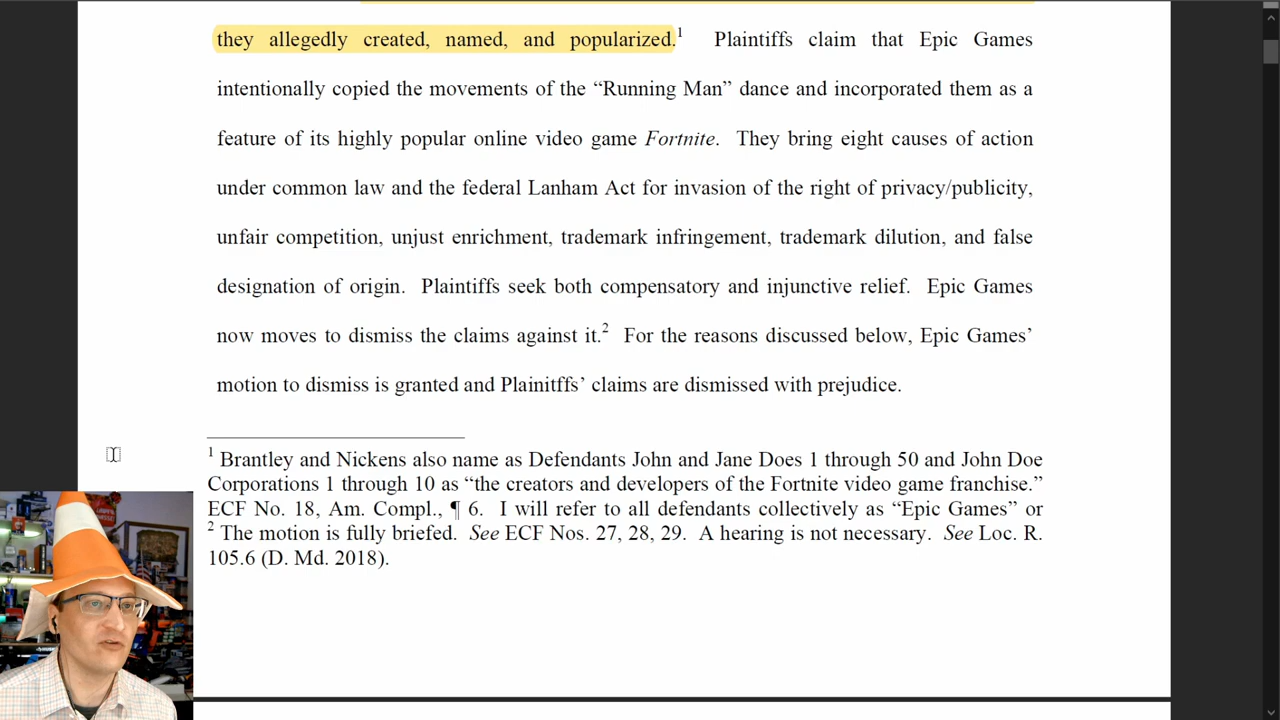 they allegedly created, named, and popularized.1 Plaintiffs claim that Epic Games
intentionally copied the movements of the “Running Man” dance and incorporated them as a
feature of its highly popular online video game Fortnite. They bring eight causes of action
under common law and the federal Lanham Act for invasion of the right of privacy/publicity,
unfair competition, unjust enrichment, trademark infringement, trademark dilution, and false
designation of origin. Plaintiffs seek both compensatory and injunctive relief. Epic Games
now moves to dismiss the claims against it.2 For the reasons discussed below, Epic Games’
motion to dismiss is granted and Plainitffs’ claims are dismissed with prejudice.
1 Brantley and Nickens also name as Defendants John and Jane Does 1 through 50 and John Doe
Corporations 1 through 10 as “the creators and developers of the Fortnite video game franchise.”
ECF No. 18, Am. Compl., ¶ 6. I will refer to all defendants collectively as “Epic Games” or
2 The motion is fully briefed. See ECF Nos. 27, 28, 29. A hearing is not necessary. See Loc. R.
105.6 (D. Md. 2018).